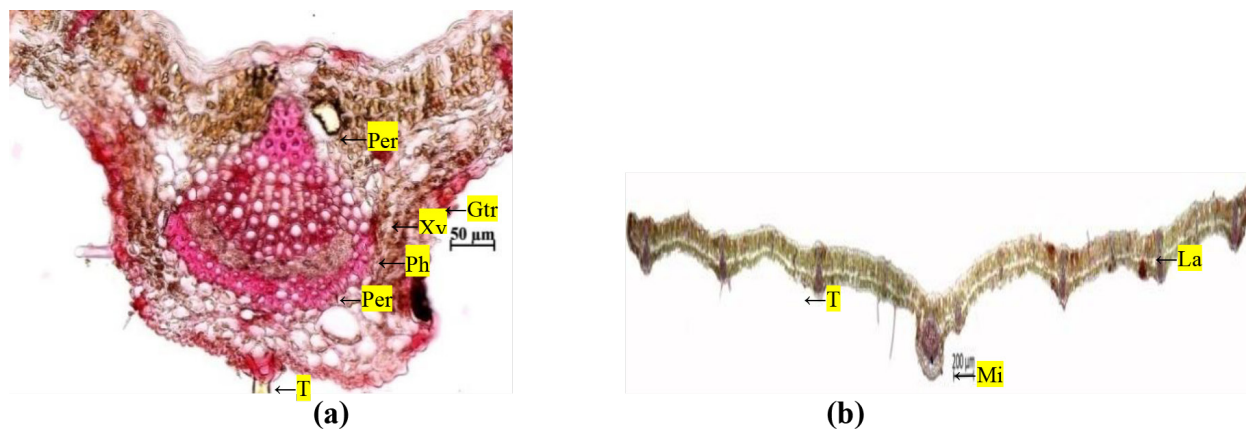 ←Per
←Gtr
←Xv
50 µm
←Ph
←Per
←T
(a)
←La
←T
200 µm
←Mi
(b)